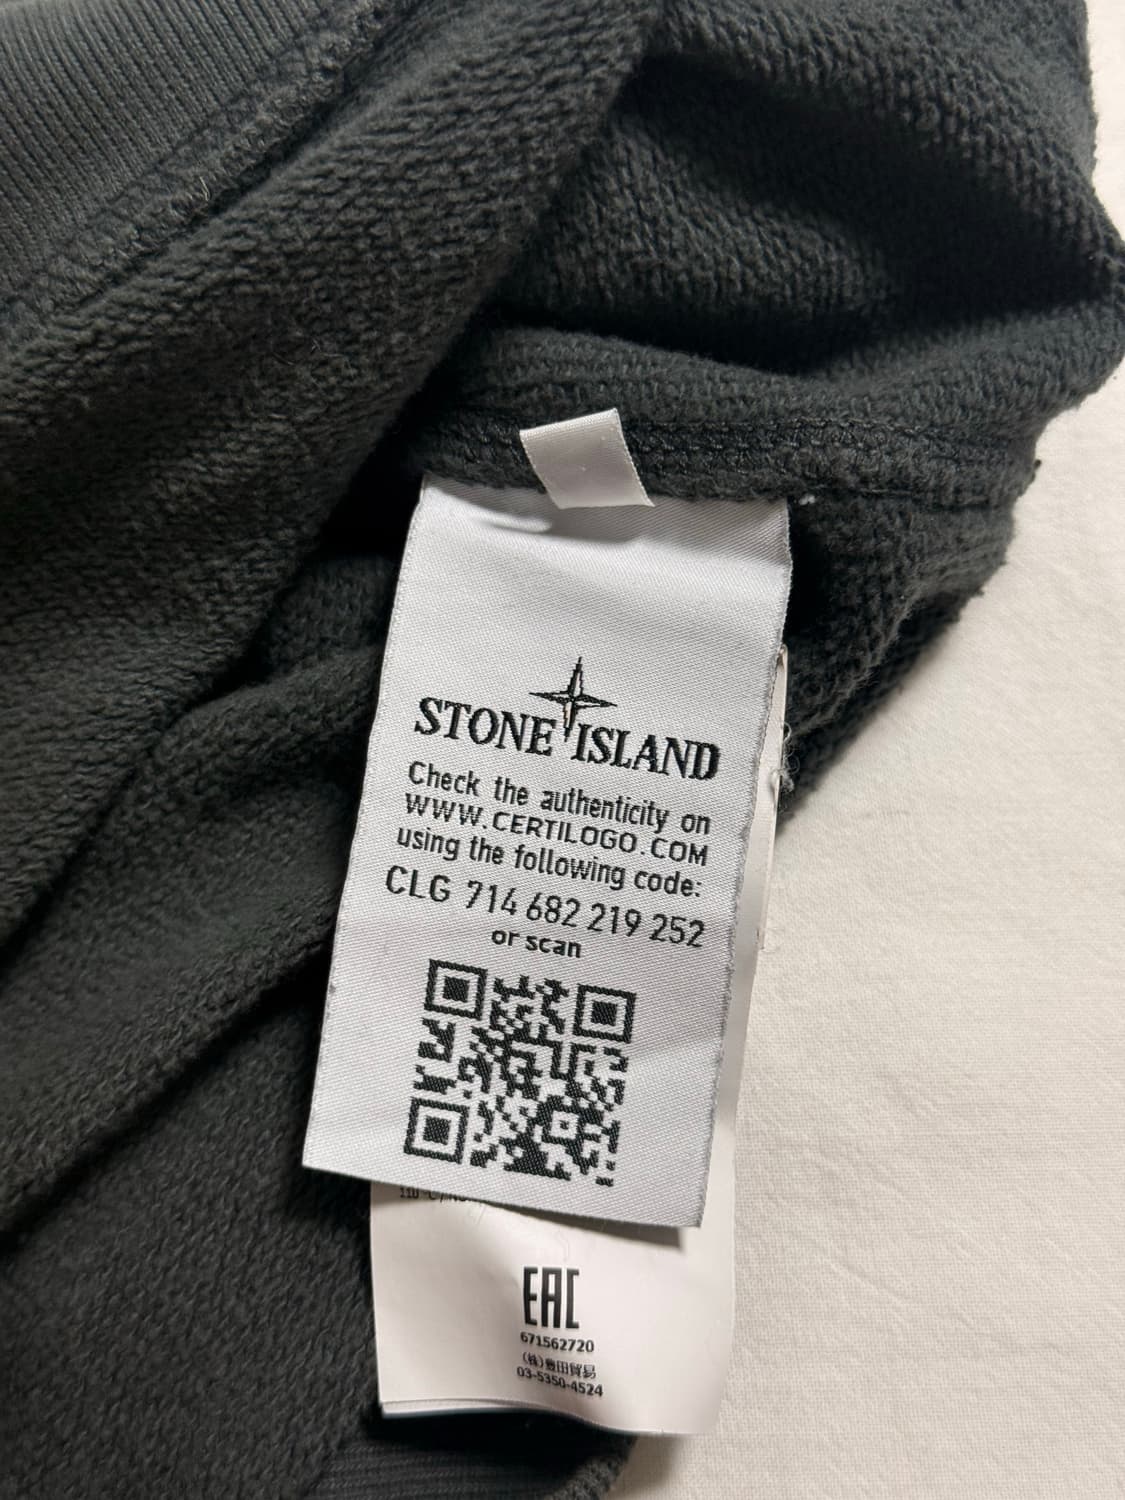 STONE ISLAND
Check the authenticity on
WWW.CERTILOGO.COM
using the following code:
CLG 714 682 219 252
or scan
EAC
671562720
(株)豊田貿易
03-5350-4524